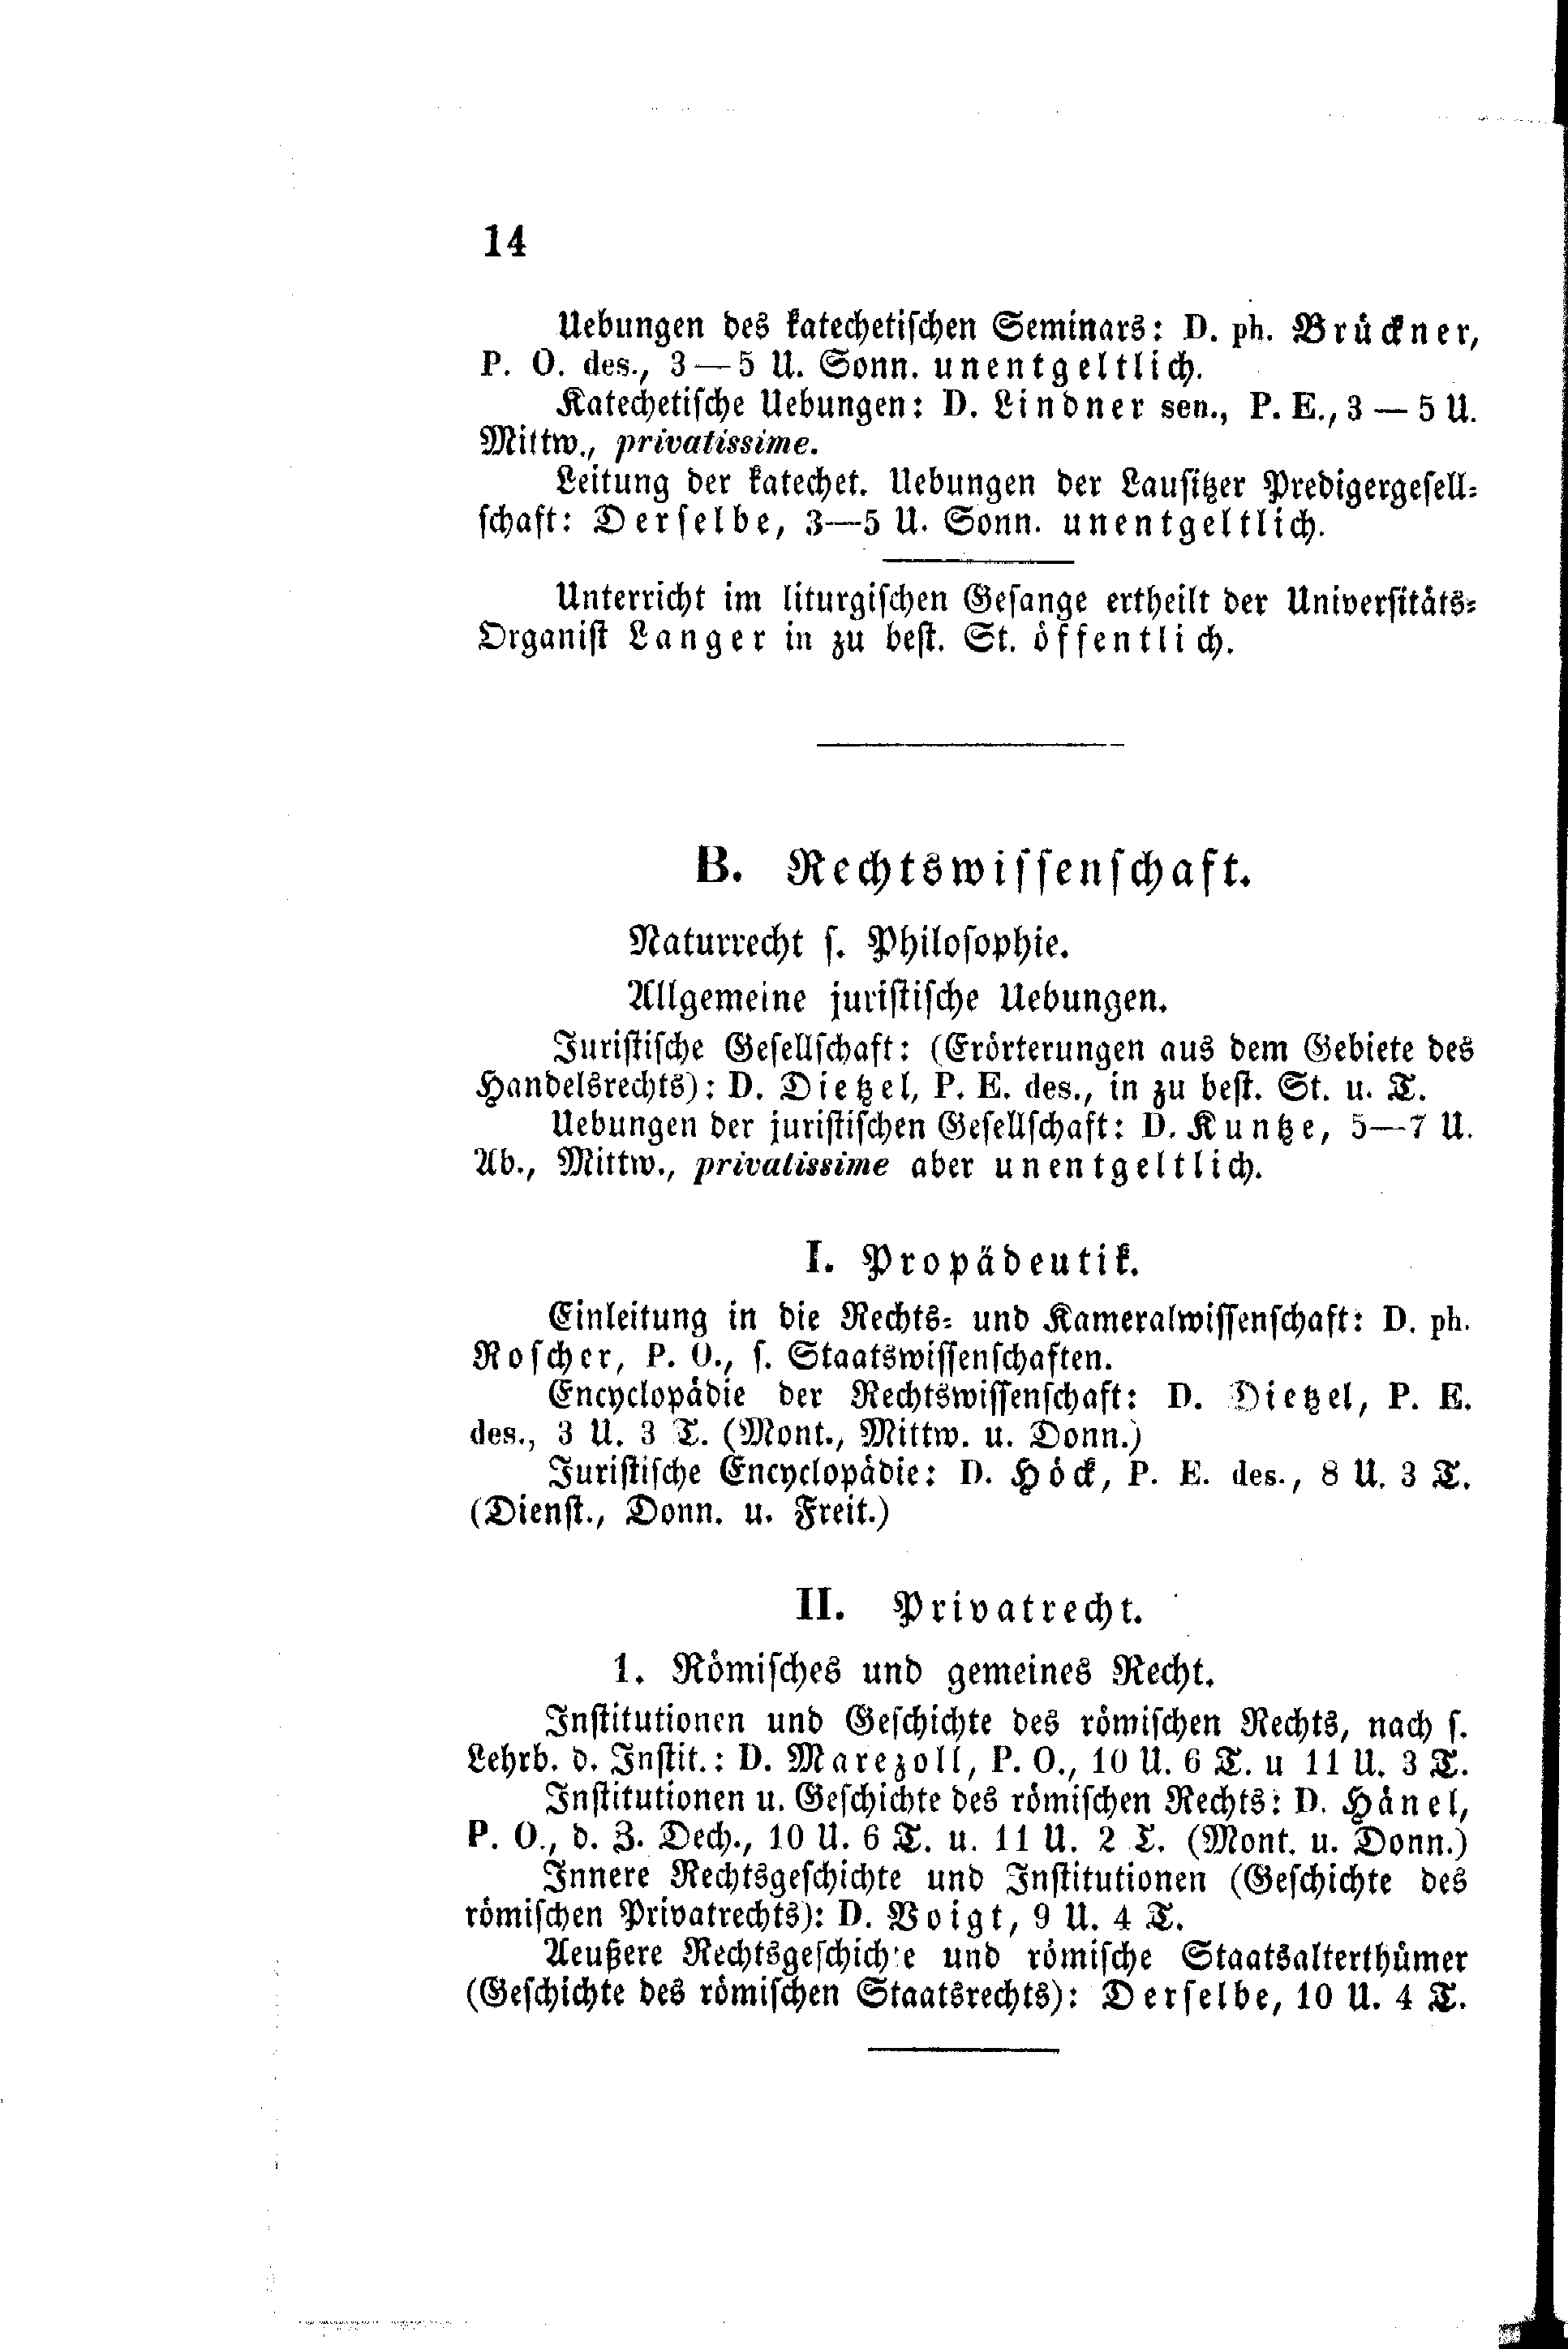 14
Uebungen des katechetischen Seminars: D. ph. Brückner,
P. O. des., 3—5 U. Sonn. unentgeltlich.
Katechetische Uebungen: D. Lindner sen., P. E., 3—5 U.
Mittw., privatissime.
Leitung der katechet. Uebungen der Lausitzer Predigergesell-
schaft: Derselbe, 3—5 U. Sonn. unentgeltlich.
Unterricht im liturgischen Gesange ertheilt der Universitäts-
Organist Langer in zu best. St. öffentlich.
B. Rechtswissenschaft.
Naturrecht s. Philosophie.
Allgemeine juristische Uebungen.
Juristische Gesellschaft: (Erörterungen aus dem Gebiete des
Handelsrechts): D. Dietzel, P. E. des., in zu best. St. u. T.
Uebungen der juristischen Gesellschaft: D. Kuntze, 5—7 U.
Ab., Mittw., privatissime aber unentgeltlich.
I. Propädeutik.
Einleitung in die Rechts- und Kameralwissenschaft: D. ph.
Roscher, P. O., s. Staatswissenschaften.
Encyclopädie der Rechtswissenschaft: D. Dietzel, P. E.
des., 3 U. 3 T. (Mont., Mittw. u. Donn.)
Juristische Encyclopädie: D. Höck, P. E. des., 8 U. 3 T.
(Dienst., Donn. u. Freit.)
II. Privatrecht.
1. Römisches und gemeines Recht.
Institutionen und Geschichte des römischen Rechts, nach s.
Lehrb. d. Instit.: D. Marezoll, P. O., 10 U. 6 T. u 11 U. 3 T.
Institutionen u. Geschichte des römischen Rechts: D. Hänel,
P. O., d. Z. Dech., 10 U. 6 T. u. 11 U. 2 T. (Mont. u. Donn.)
Innere Rechtsgeschichte und Institutionen (Geschichte des
römischen Privatrechts): D. Voigt, 9 U. 4 T.
Aeußere Rechtsgeschichte und römische Staatsalterthümer
(Geschichte des römischen Staatsrechts): Derselbe, 10 U. 4 T.